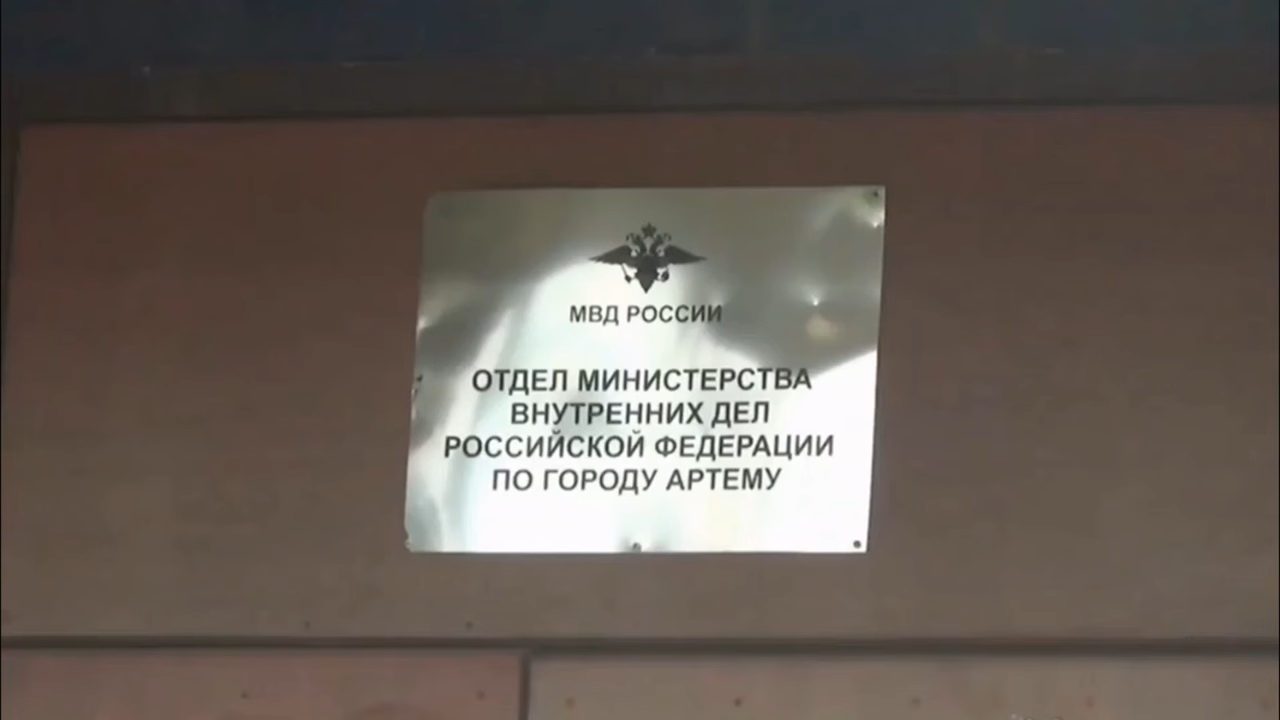 МВД РОССИИ
ОТДЕЛ МИНИСТЕРСТВА
ВНУТРЕННИХ ДЕЛ
РОССИЙСКОЙ ФЕДЕРАЦИИ
ПО ГОРОДУ АРТЕМУ